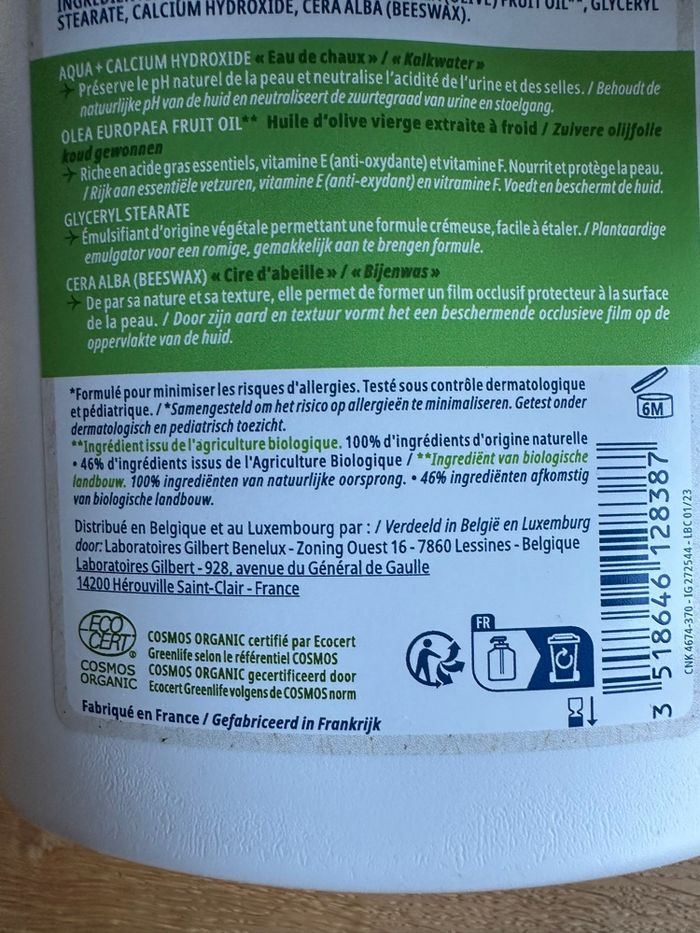 FRUIT OIL**, GLYCERYL
STEARATE, CALCIUM HYDROXIDE, CERA ALBA (BEESWAX).
AQUA + CALCIUM HYDROXIDE « Eau de chaux » / « Kalkwater »
Préserve le pH naturel de la peau et neutralise l'acidité de l'urine et des selles. / Behoudt de
natuurlijke pH van de huid en neutraliseert de zuurtegraad van urine en stoelgang.
OLEA EUROPAEA FRUIT OIL** Huile d'olive vierge extraite à froid / Zuivere olijfolie
koud gewonnen
Riche en acide gras essentiels, vitamine E (anti-oxydante) et vitamine F. Nourrit et protège la peau.
/ Rijk aan essentiële vetzuren, vitamine E (anti-oxydant) en vitramine F. Voedt en beschermt de huid.
GLYCERYL STEARATE
Émulsifiant d'origine végétale permettant une formule crémeuse, facile à étaler. / Plantaardige
emulgator voor een romige, gemakkelijk aan te brengen formule.
CERA ALBA (BEESWAX) « Cire d'abeille » / « Bijenwas »
De par sa nature et sa texture, elle permet de former un film occlusif protecteur à la surface
de la peau. / Door zijn aard en textuur vormt het een beschermende occlusieve film op de
oppervlakte van de huid.
*Formulé pour minimiser les risques d'allergies. Testé sous contrôle dermatologique
et pédiatrique. / *Samengesteld om het risico op allergieën te minimaliseren. Getest onder
dermatologisch en pediatrisch toezicht.
**Ingrédient issu de l'agriculture biologique. 100% d'ingrédients d'origine naturelle
• 46% d'ingrédients issus de l'Agriculture Biologique / **Ingrediënt van biologische
landbouw. 100% ingrediënten van natuurlijke oorsprong. • 46% ingrediënten afkomstig
van biologische landbouw.
6M
Distribué en Belgique et au Luxembourg par : / Verdeeld in België en Luxemburg
door: Laboratoires Gilbert Benelux - Zoning Ouest 16 - 7860 Lessines - Belgique
Laboratoires Gilbert - 928, avenue du Général de Gaulle
14200 Hérouville Saint-Clair - France
ECO
CERT
®
COSMOS
ORGANIC
COSMOS ORGANIC certifié par Ecocert
Greenlife selon le référentiel COSMOS
COSMOS ORGANIC gecertificeerd door
Ecocert Greenlife volgens de COSMOS norm
FR
Fabriqué en France / Gefabriceerd in Frankrijk
3 518646 128387
CNK 4674-370 - IG 272544 - LBC 01/23